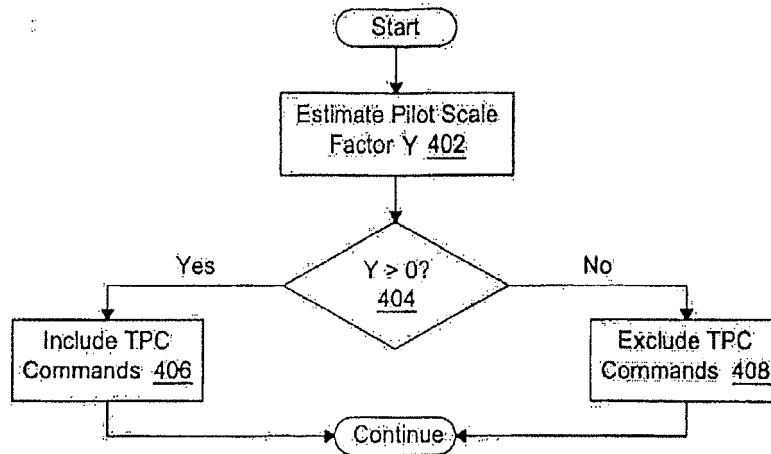 Start
Estimate Pilot Scale
Factor Y 402
Y > 0?
404
Yes
No
Include TPC
Commands 406
Exclude TPC
Commands 408
Continue